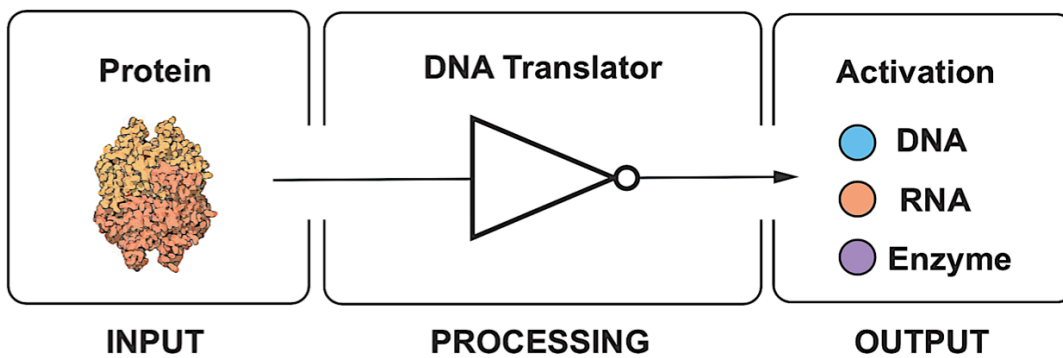 Protein
DNA Translator
Activation
DNA
RNA
Enzyme
INPUT
PROCESSING
OUTPUT